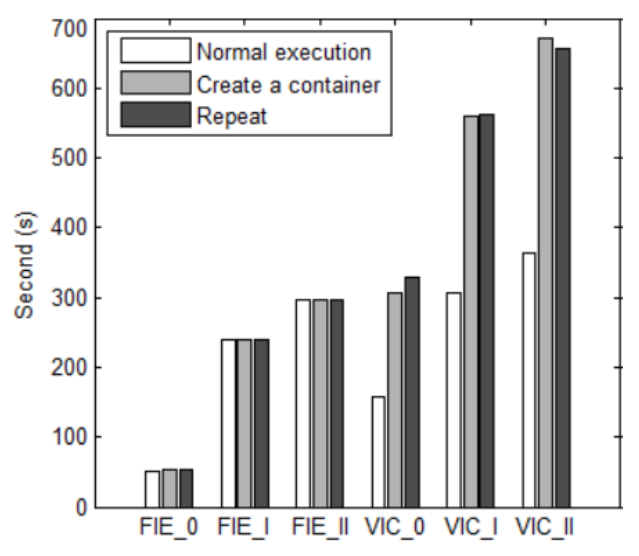 700
600
500
400
300
200
100
0
Second (s)
Normal execution
Create a container
Repeat
FIE_0 FIE_I FIE_II VIC_0 VIC_I VIC_II